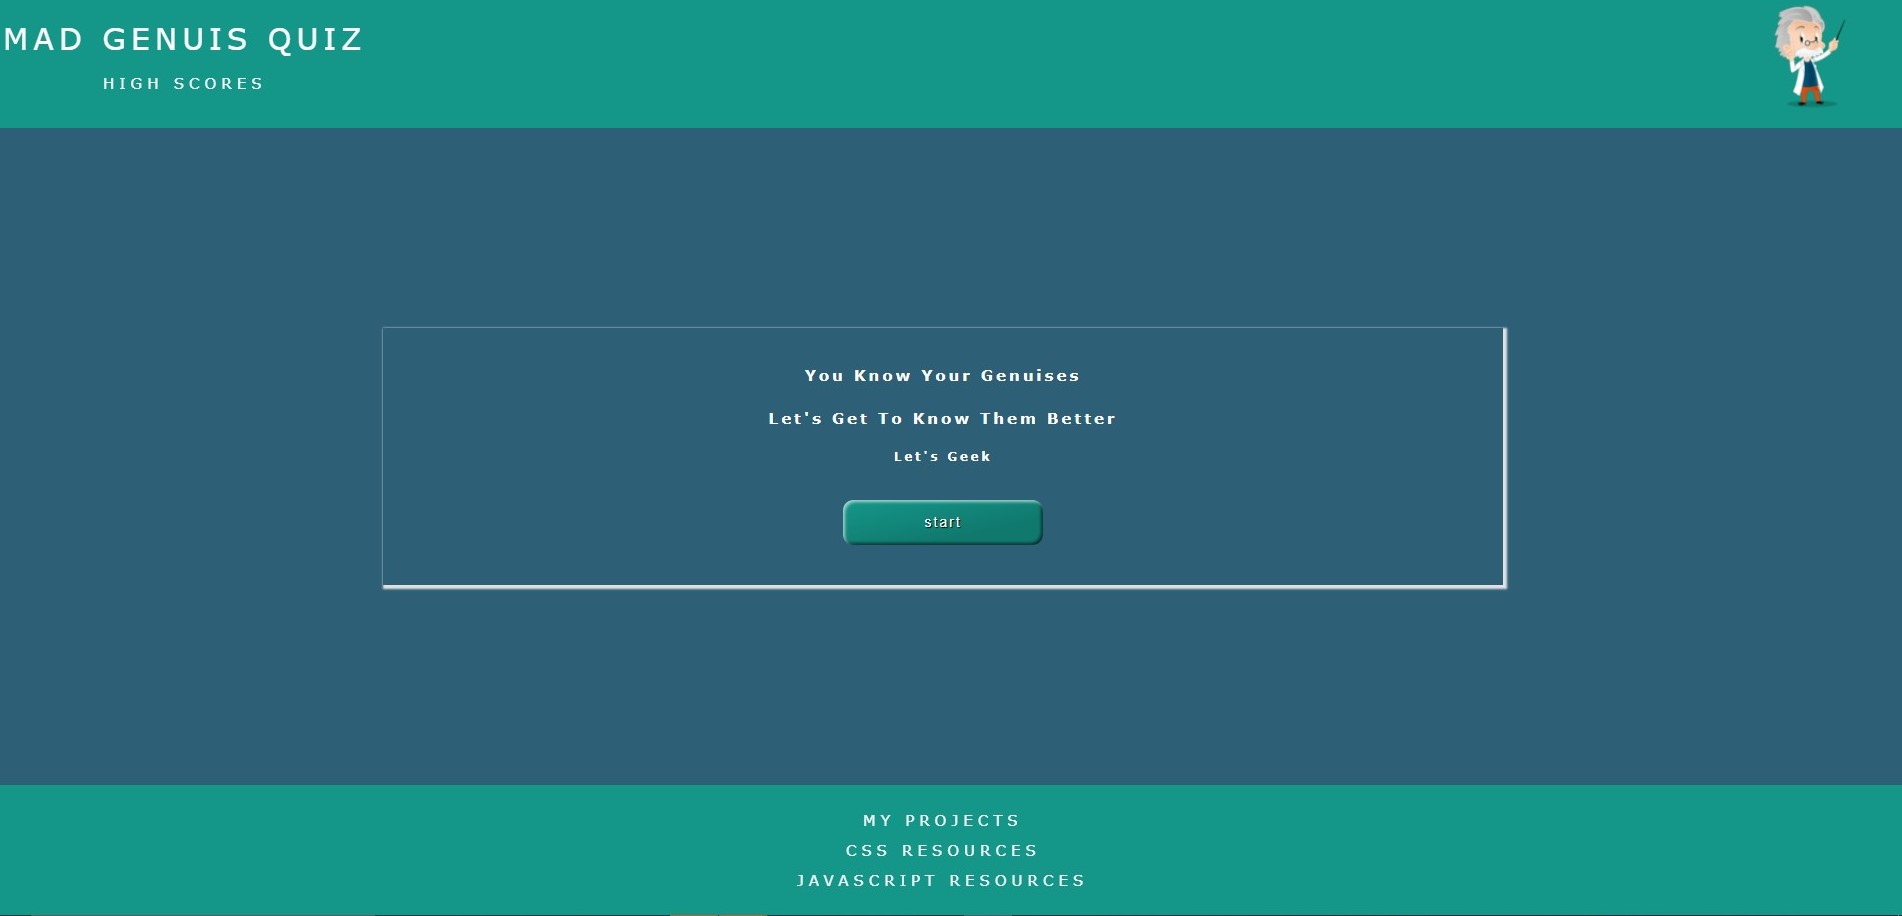 MAD GENUIS QUIZ
HIGH SCORES
You Know Your Genuises
Let's Get To Know Them Better
Let's Geek
start
MY PROJECTS
CSS RESOURCES
JAVASCRIPT RESOURCES